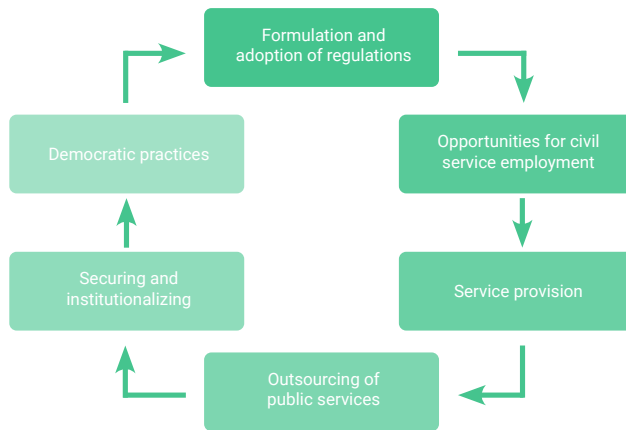 Formulation and
adoption of regulations
Opportunities for civil
service employment
Service provision
Outsourcing of
public services
Securing and
institutionalizing
Democratic practices